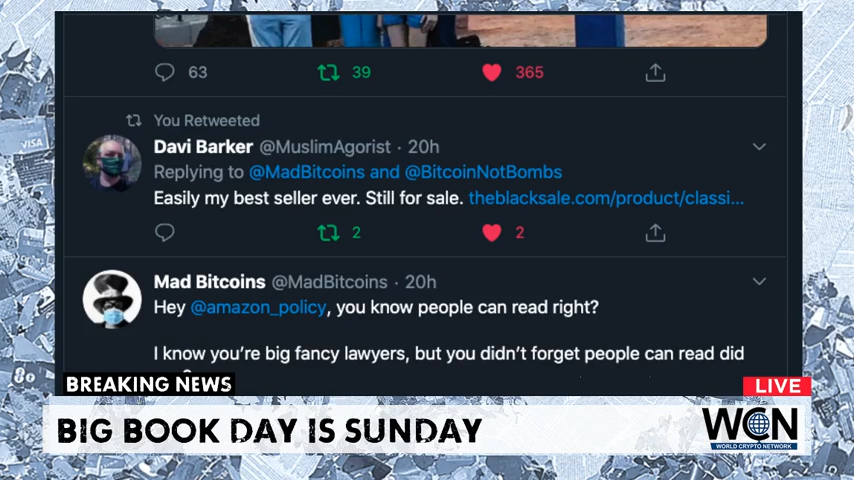 63 39 365
You Retweeted
Davi Barker @MuslimAgorist · 20h
Replying to @MadBitcoins and @BitcoinNotBombs
Easily my best seller ever. Still for sale. theblacksale.com/product/classi...
2 2
Mad Bitcoins @MadBitcoins · 20h
Hey @amazon_policy, you know people can read right?
I know you're big fancy lawyers, but you didn't forget people can read did
BREAKING NEWS
LIVE
BIG BOOK DAY IS SUNDAY
WCN
WORLD CRYPTO NETWORK
VISA